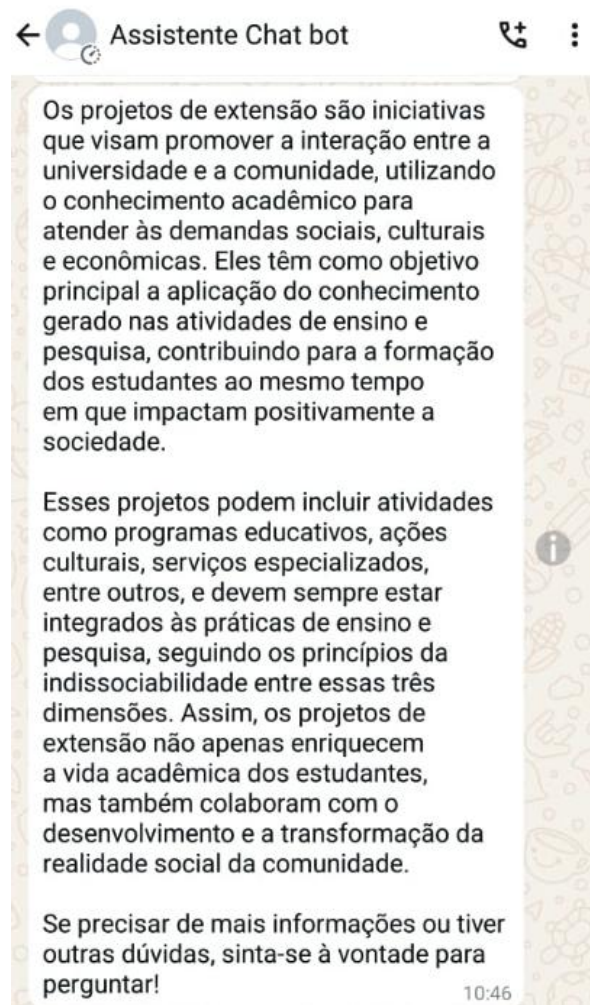 Assistente Chat bot
Os projetos de extensão são iniciativas
que visam promover a interação entre a
universidade e a comunidade, utilizando
o conhecimento acadêmico para
atender às demandas sociais, culturais
e econômicas. Eles têm como objetivo
principal a aplicação do conhecimento
gerado nas atividades de ensino e
pesquisa, contribuindo para a formação
dos estudantes ao mesmo tempo
em que impactam positivamente a
sociedade.
Esses projetos podem incluir atividades
como programas educativos, ações
culturais, serviços especializados,
entre outros, e devem sempre estar
integrados às práticas de ensino e
pesquisa, seguindo os princípios da
indissociabilidade entre essas três
dimensões. Assim, os projetos de
extensão não apenas enriquecem
a vida acadêmica dos estudantes,
mas também colaboram com o
desenvolvimento e a transformação da
realidade social da comunidade.
Se precisar de mais informações ou tiver
outras dúvidas, sinta-se à vontade para
perguntar!
10:46